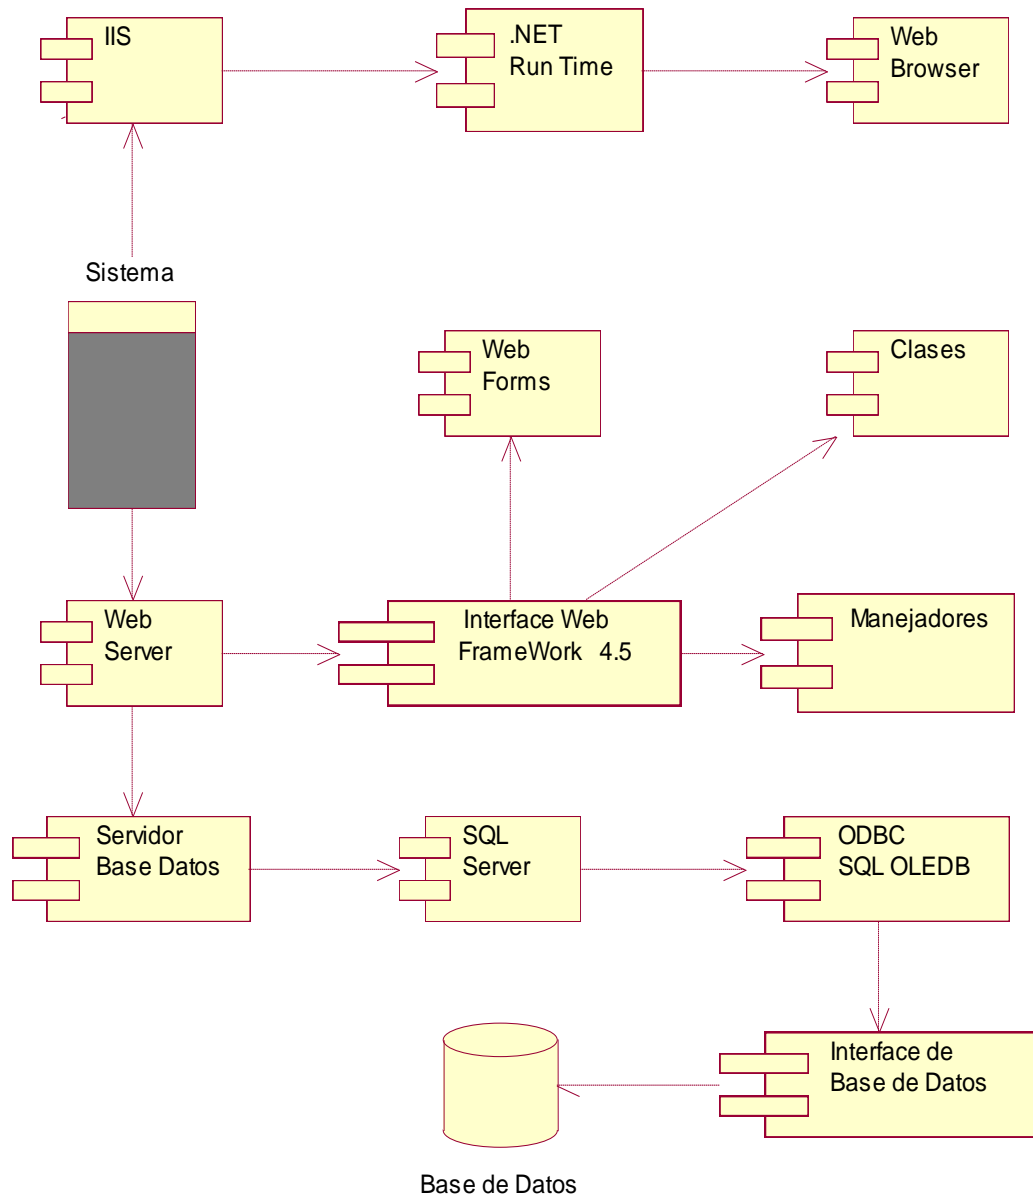 IIS
.NET
Run Time
Web
Browser
Sistema
Web
Forms
Clases
Web
Server
Interface Web
FrameWork 4.5
Manejadores
Servidor
Base Datos
SQL
Server
ODBC
SQL OLEDB
Interface de
Base de Datos
Base de Datos